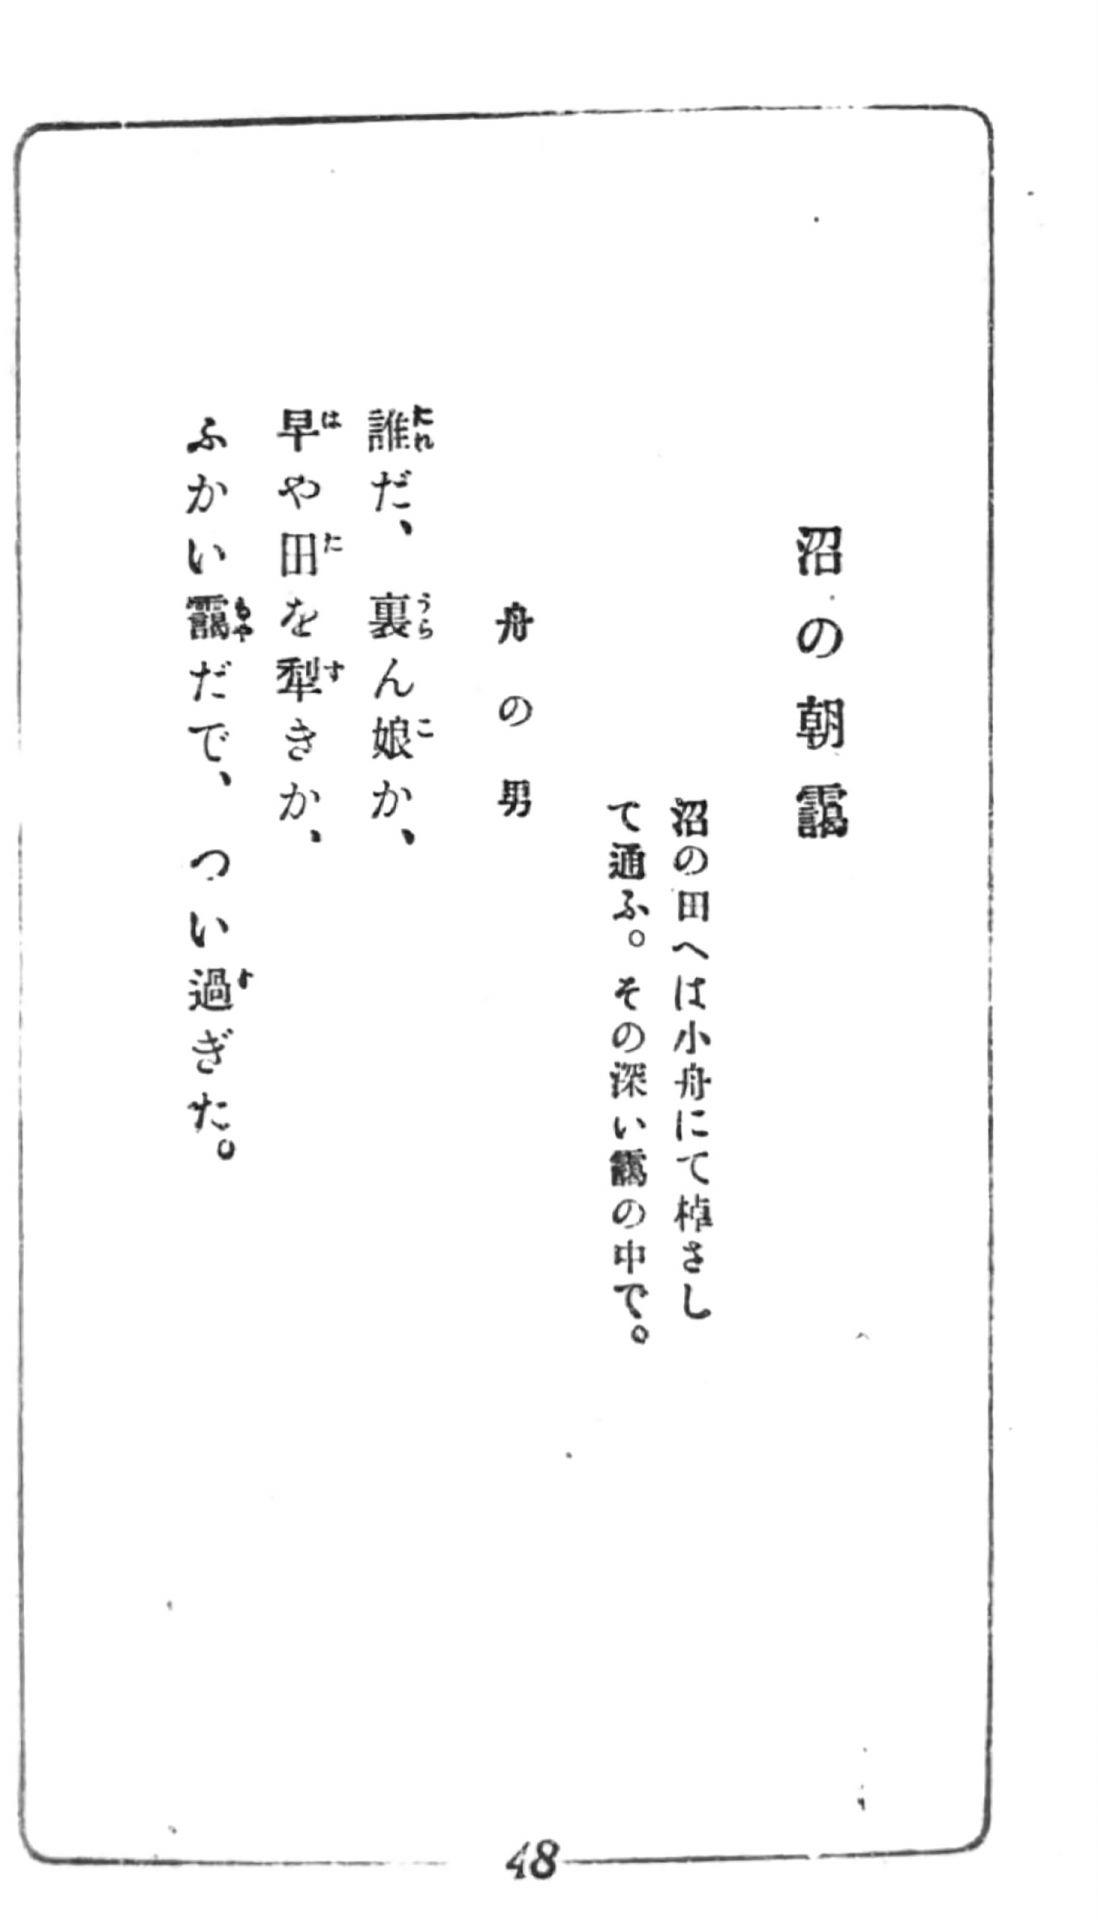 沼の朝靄
沼の田へは小舟にて棹さし
て通ふ。その深い靄の中で。
舟の男
誰だ、裏ん娘か、
早や田を犁きか、
ふかい靄だで、つい過ぎた。
48